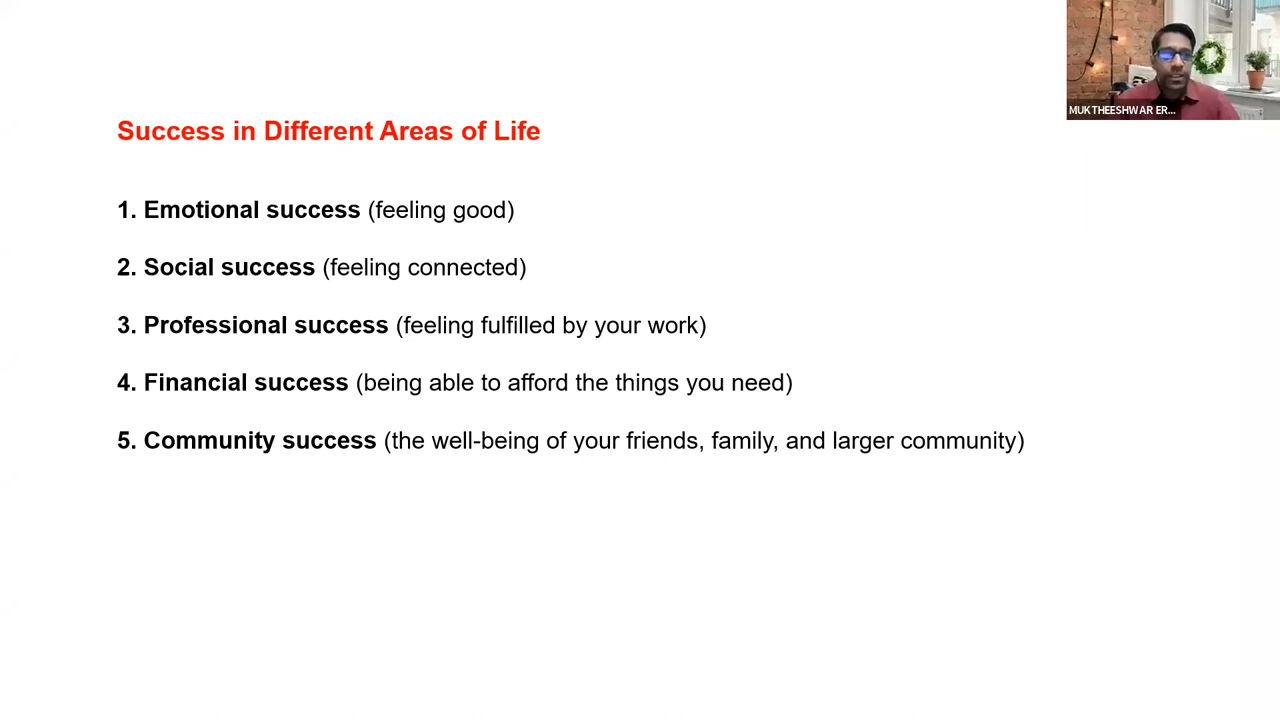 Success in Different Areas of Life
1. Emotional success (feeling good)
2. Social success (feeling connected)
3. Professional success (feeling fulfilled by your work)
4. Financial success (being able to afford the things you need)
5. Community success (the well-being of your friends, family, and larger community)
MUKTHEESHWAR ER...